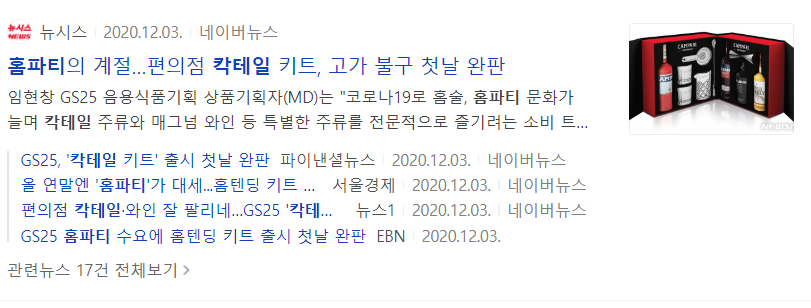 뉴시스 NEWSIS 뉴시스 2020.12.03. 네이버뉴스
홈파티의 계절...편의점 칵테일 키트, 고가 불구 첫날 완판
임현창 GS25 음용식품기획 상품기획자(MD)는 "코로나19로 홈술, 홈파티 문화가
늘며 칵테일 주류와 매그넘 와인 등 특별한 주류를 전문적으로 즐기려는 소비 트...
CAMPARI
CAMPARI
NEWSIS
GS25, '칵테일 키트' 출시 첫날 완판 파이낸셜뉴스 2020.12.03. 네이버뉴스
올 연말엔 '홈파티'가 대세...홈텐딩 키트 ... 서울경제 2020.12.03. 네이버뉴스
편의점 칵테일·와인 잘 팔리네...GS25 '칵테... 뉴스1 2020.12.03. 네이버뉴스
GS25 홈파티 수요에 홈텐딩 키트 출시 첫날 완판 EBN 2020.12.03.
관련뉴스 17건 전체보기 >